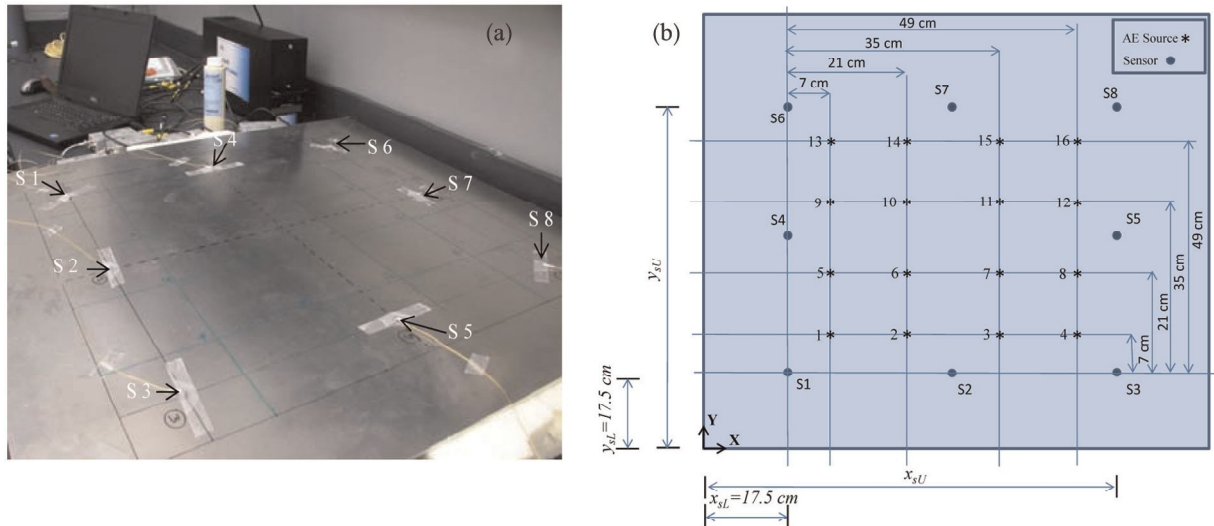 (a)
S 4
S 6
S 1
S 7
S 8
S 2
S 5
S 3
3
(b)
49 cm
35 cm
21 cm
7 cm
AE Source *
Sensor
S6
S7
S8
13 14 15 16
9 10 11 12
S4
S5
5 6 7 8
1 2 3 4
S1
S2
S3
49 cm
35 cm
21 cm
7 cm
y_sU
y_sL=17.5 cm
Y
X
x_sU
x_sL=17.5 cm